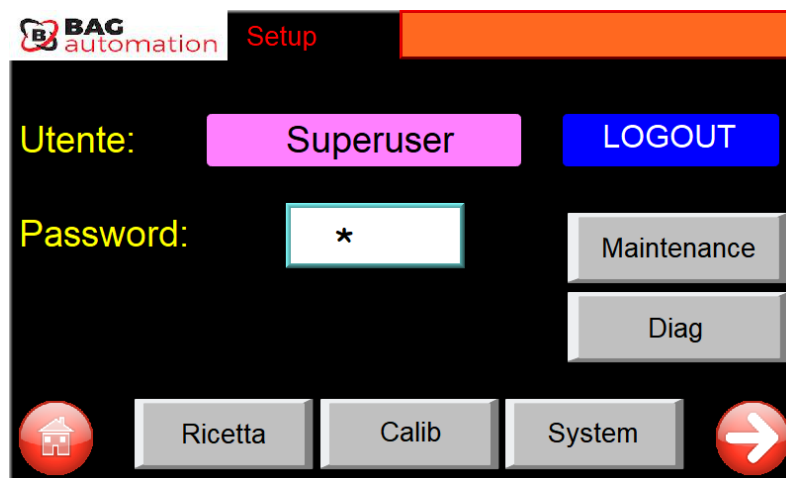 BAG
automation
Setup
Utente:
Superuser
LOGOUT
Password:
*
Maintenance
Diag
Ricetta
Calib
System